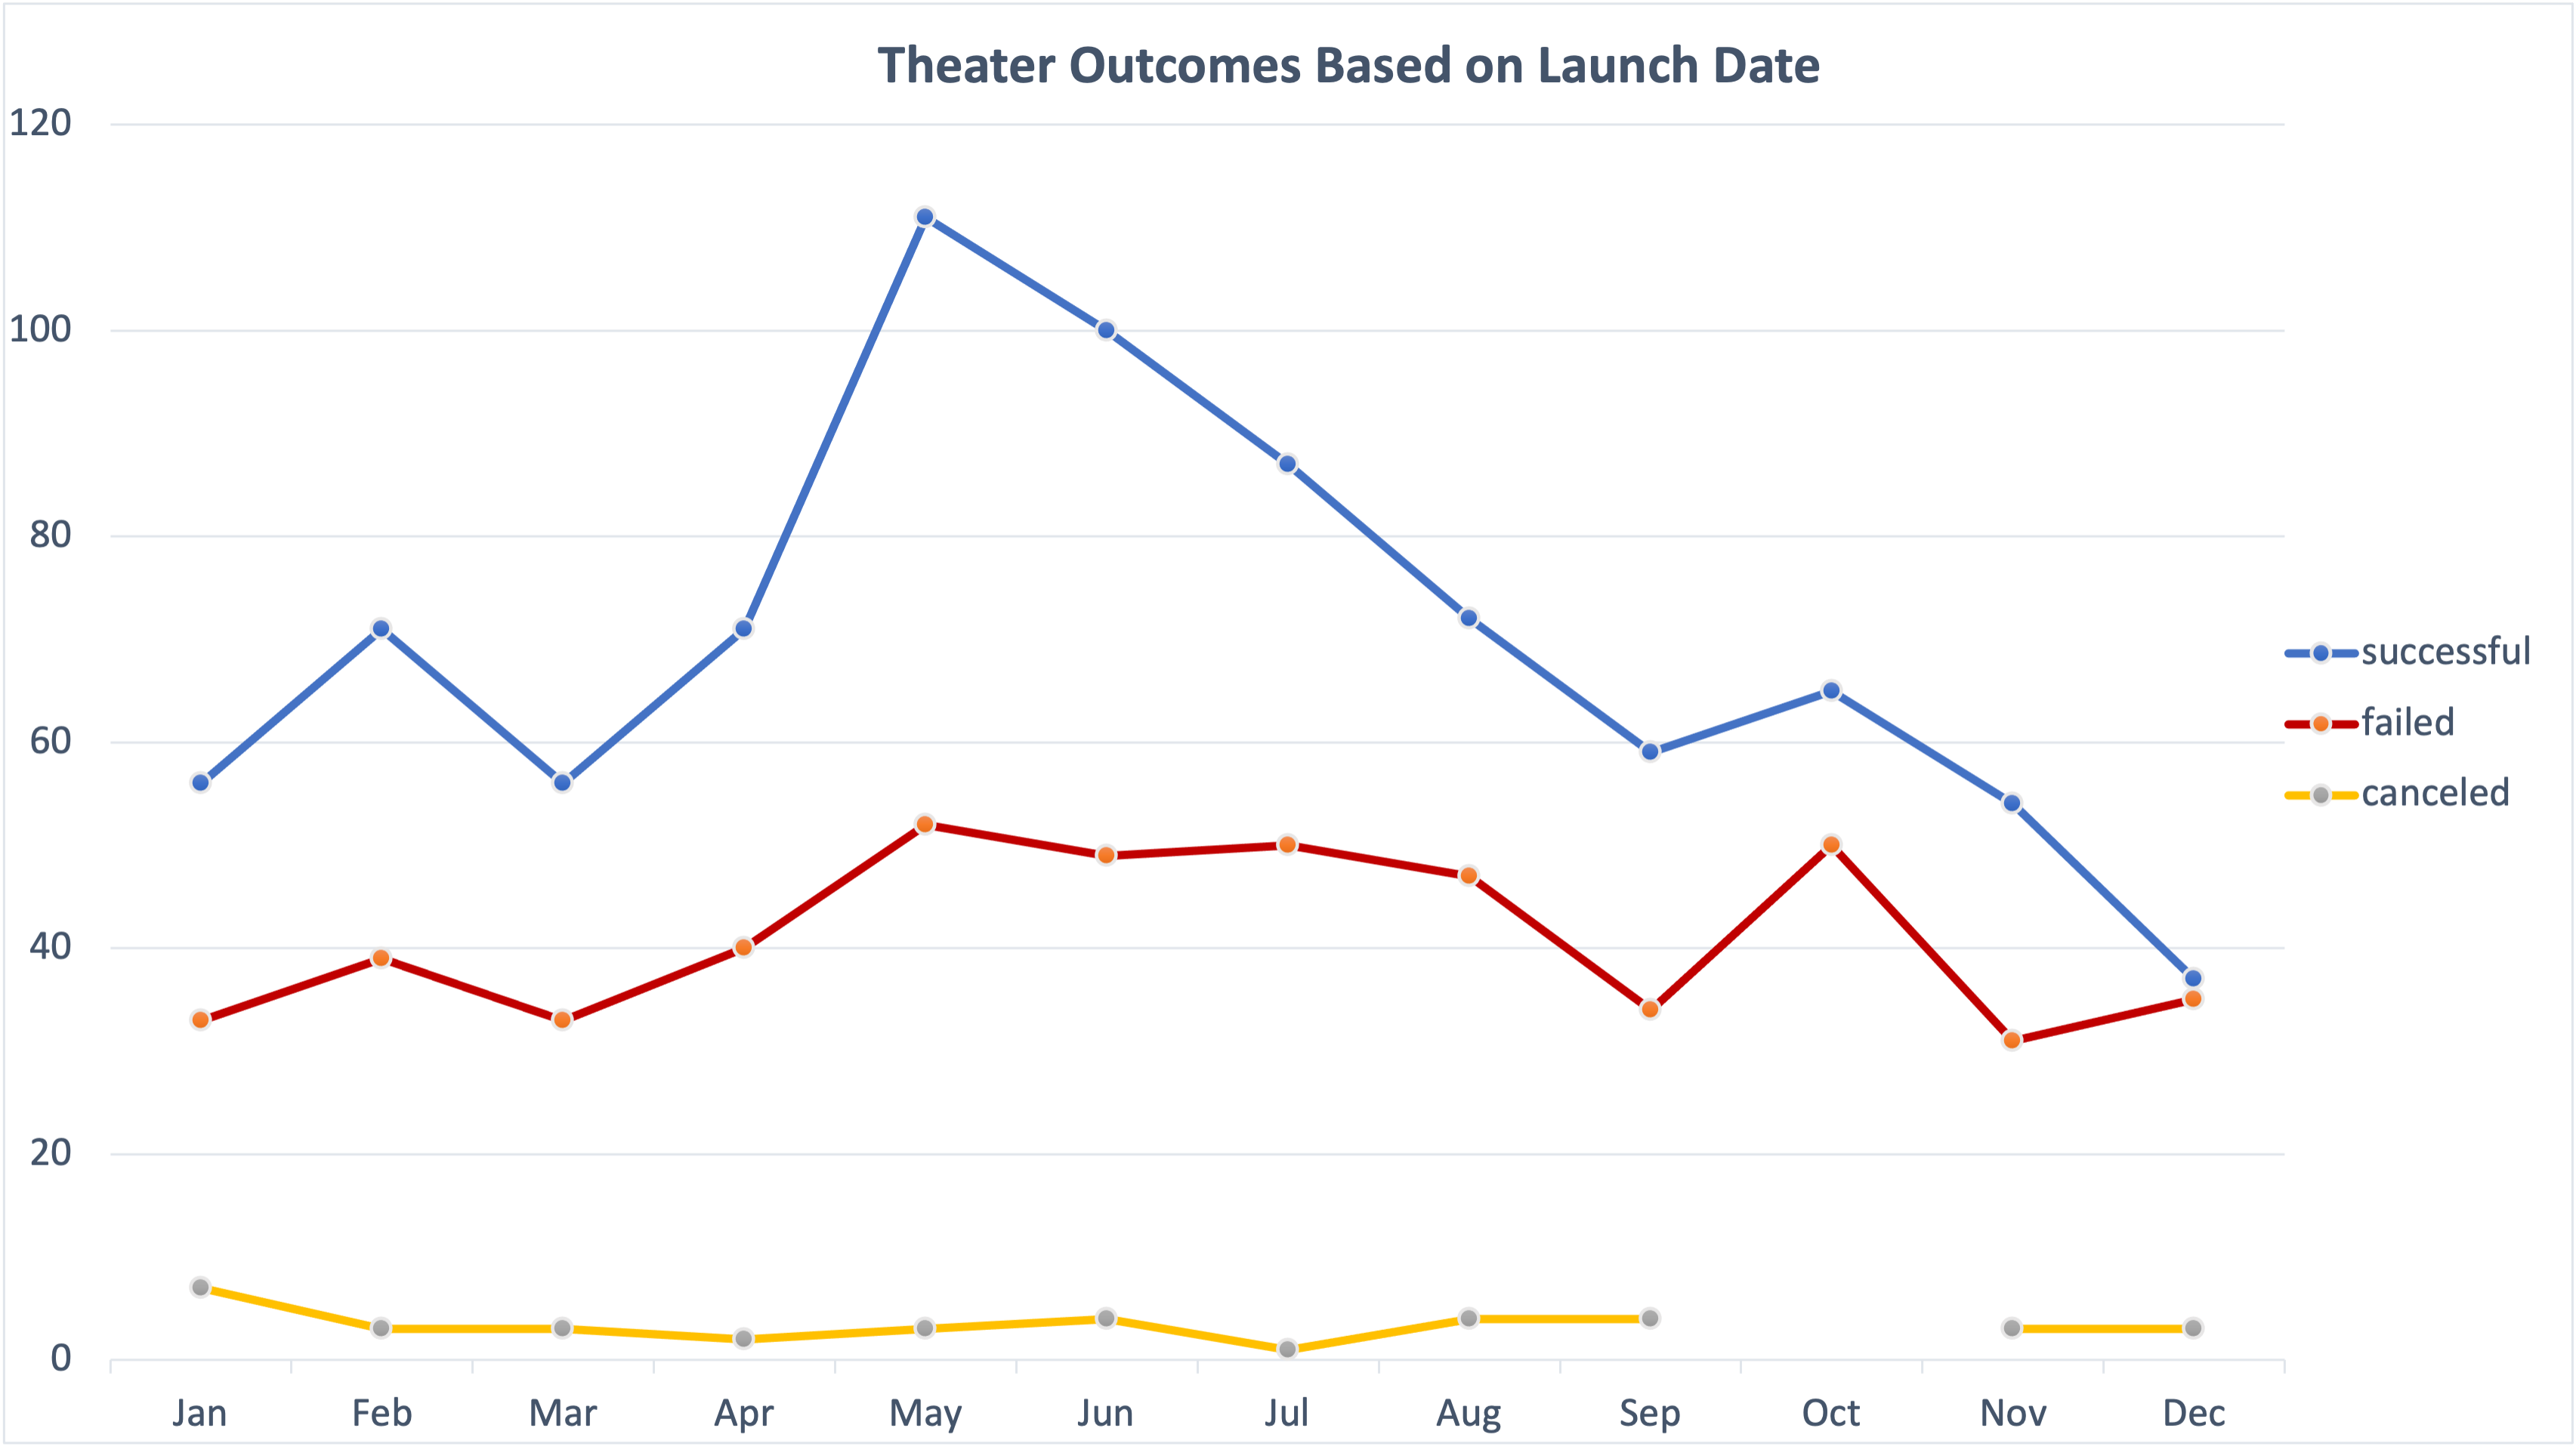 Theater Outcomes Based on Launch Date
120
100
80
60
40
20
0
Jan Feb Mar Apr May Jun Jul Aug Sep Oct Nov Dec
successful
failed
canceled